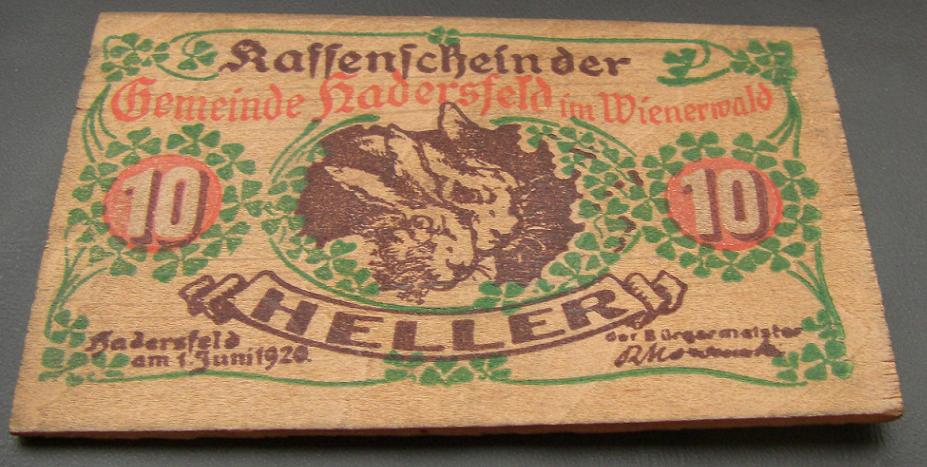 Kassenschein der
Gemeinde Hadersfeld im Wienerwald
10 10
HELLER
Hadersfeld
am 1. Juni 1920.
der Bürgermeister